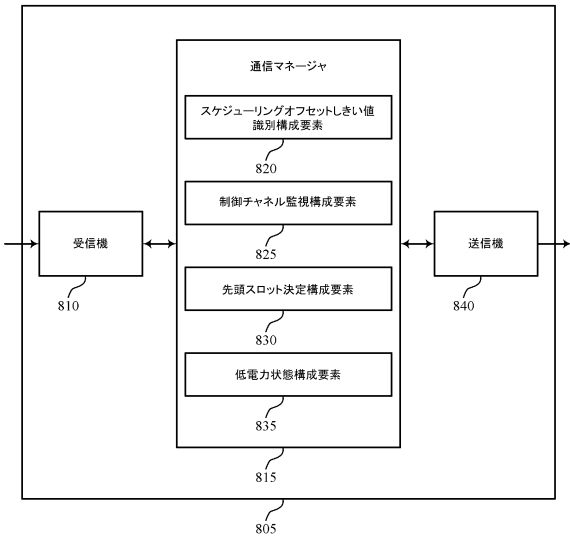 通信マネージャ
スケジューリングオフセットしきい値
識別構成要素
820
制御チャネル監視構成要素
825
受信機
810
送信機
840
先頭スロット決定構成要素
830
低電力状態構成要素
835
815
805